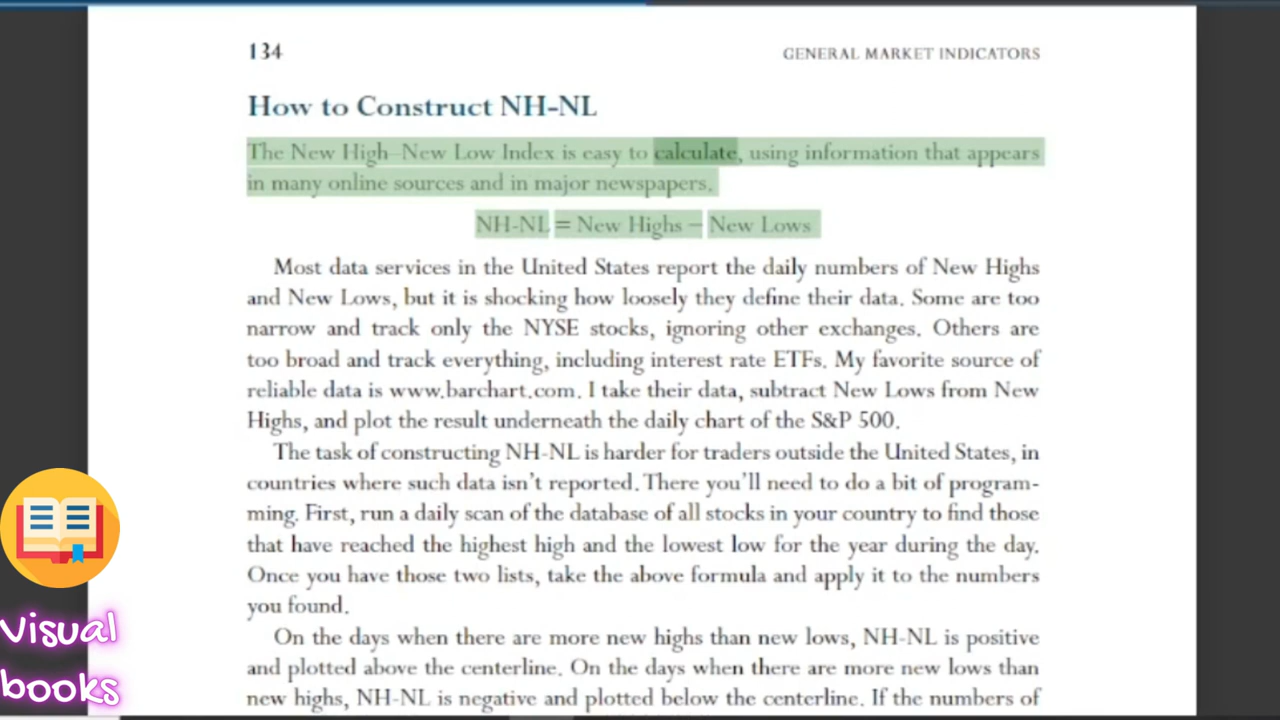 134
GENERAL MARKET INDICATORS
How to Construct NH-NL
The New High–New Low Index is easy to calculate, using information that appears
in many online sources and in major newspapers.
NH-NL = New Highs − New Lows
Most data services in the United States report the daily numbers of New Highs
and New Lows, but it is shocking how loosely they define their data. Some are too
narrow and track only the NYSE stocks, ignoring other exchanges. Others are
too broad and track everything, including interest rate ETFs. My favorite source of
reliable data is www.barchart.com. I take their data, subtract New Lows from New
Highs, and plot the result underneath the daily chart of the S&P 500.
The task of constructing NH-NL is harder for traders outside the United States, in
countries where such data isn't reported. There you'll need to do a bit of program-
ming. First, run a daily scan of the database of all stocks in your country to find those
that have reached the highest high and the lowest low for the year during the day.
Once you have those two lists, take the above formula and apply it to the numbers
you found.
On the days when there are more new highs than new lows, NH-NL is positive
and plotted above the centerline. On the days when there are more new lows than
new highs, NH-NL is negative and plotted below the centerline. If the numbers of
Visual
books